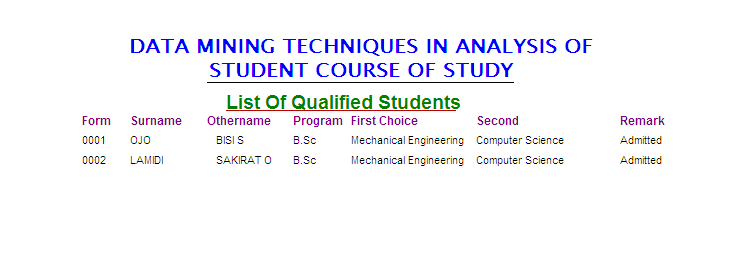 DATA MINING TECHNIQUES IN ANALYSIS OF
STUDENT COURSE OF STUDY
List Of Qualified Students
Form Surname Othername Program First Choice Second Remark
0001 OJO BISI S B.Sc Mechanical Engineering Computer Science Admitted
0002 LAMIDI SAKIRAT O B.Sc Mechanical Engineering Computer Science Admitted